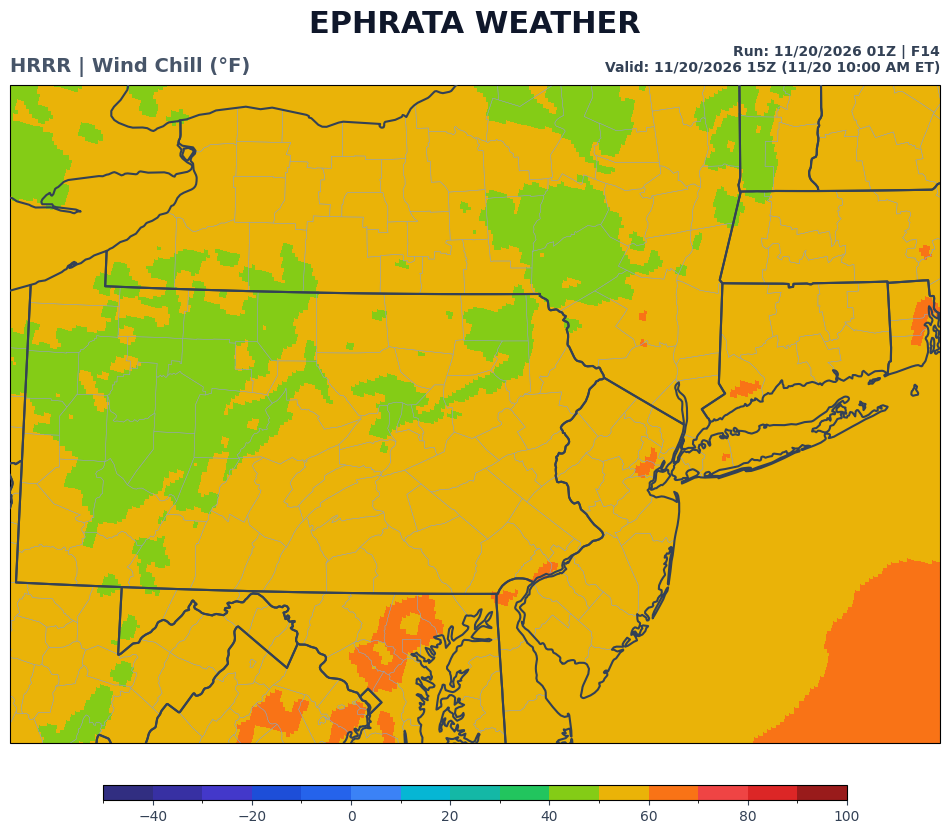 EPHRATA WEATHER
HRRR | Wind Chill (°F)
Run: 11/20/2026 01Z | F14
Valid: 11/20/2026 15Z (11/20 10:00 AM ET)
−40 −20 0 20 40 60 80 100